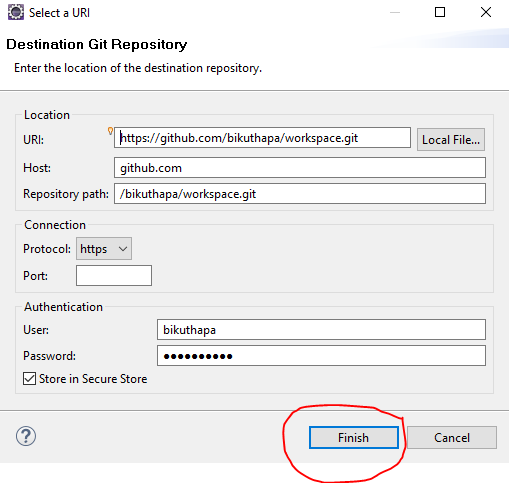 Select a URI
Destination Git Repository
Enter the location of the destination repository.
Location
URI: https://github.com/bikuthapa/workspace.git Local File...
Host: github.com
Repository path: /bikuthapa/workspace.git
Connection
Protocol: https
Port:
Authentication
User: bikuthapa
Password: ●●●●●●●●●●
Store in Secure Store
? Finish Cancel